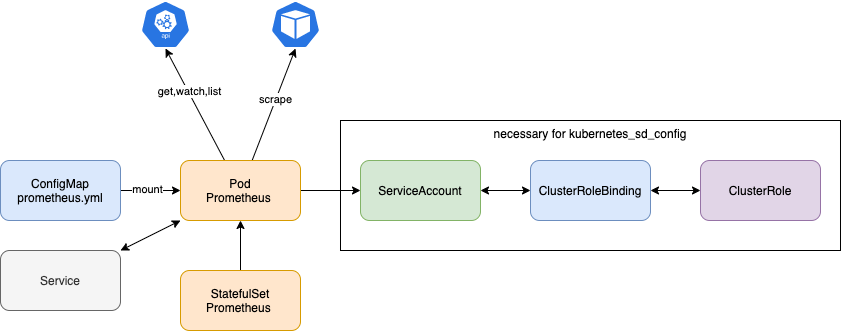 api
get,watch,list
scrape
necessary for kubernetes_sd_config
ConfigMap
prometheus.yml
mount
Pod
Prometheus
ServiceAccount
ClusterRoleBinding
ClusterRole
Service
StatefulSet
Prometheus